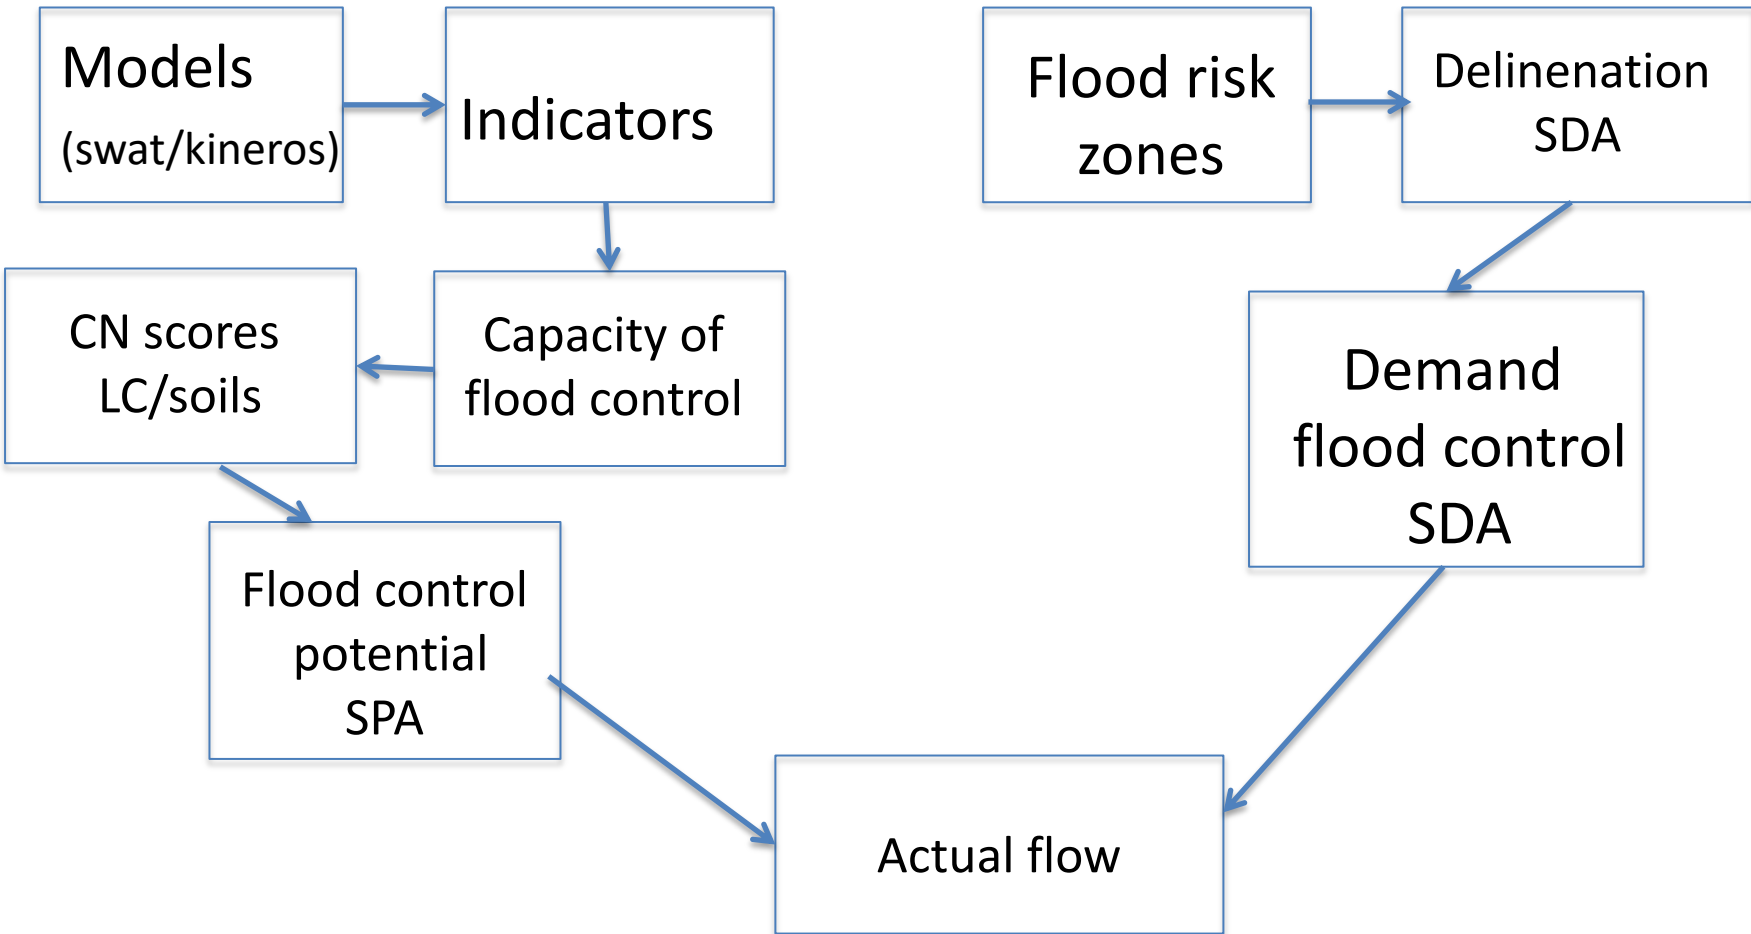 Models
(swat/kineros)
Indicators
Flood risk
zones
Delinenation
SDA
CN scores
LC/soils
Capacity of
flood control
Demand
flood control
SDA
Flood control
potential
SPA
Actual flow